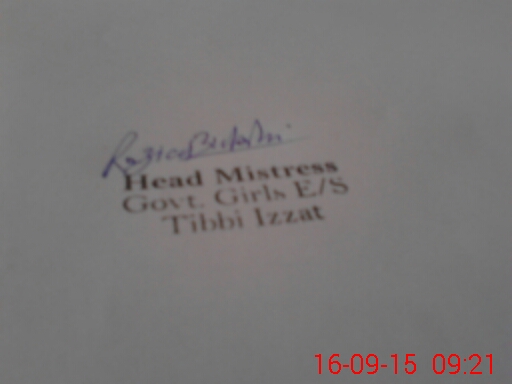 Head Mistress
Govt. Girls E/S
Tibbi Izzat
16-09-15 09:21